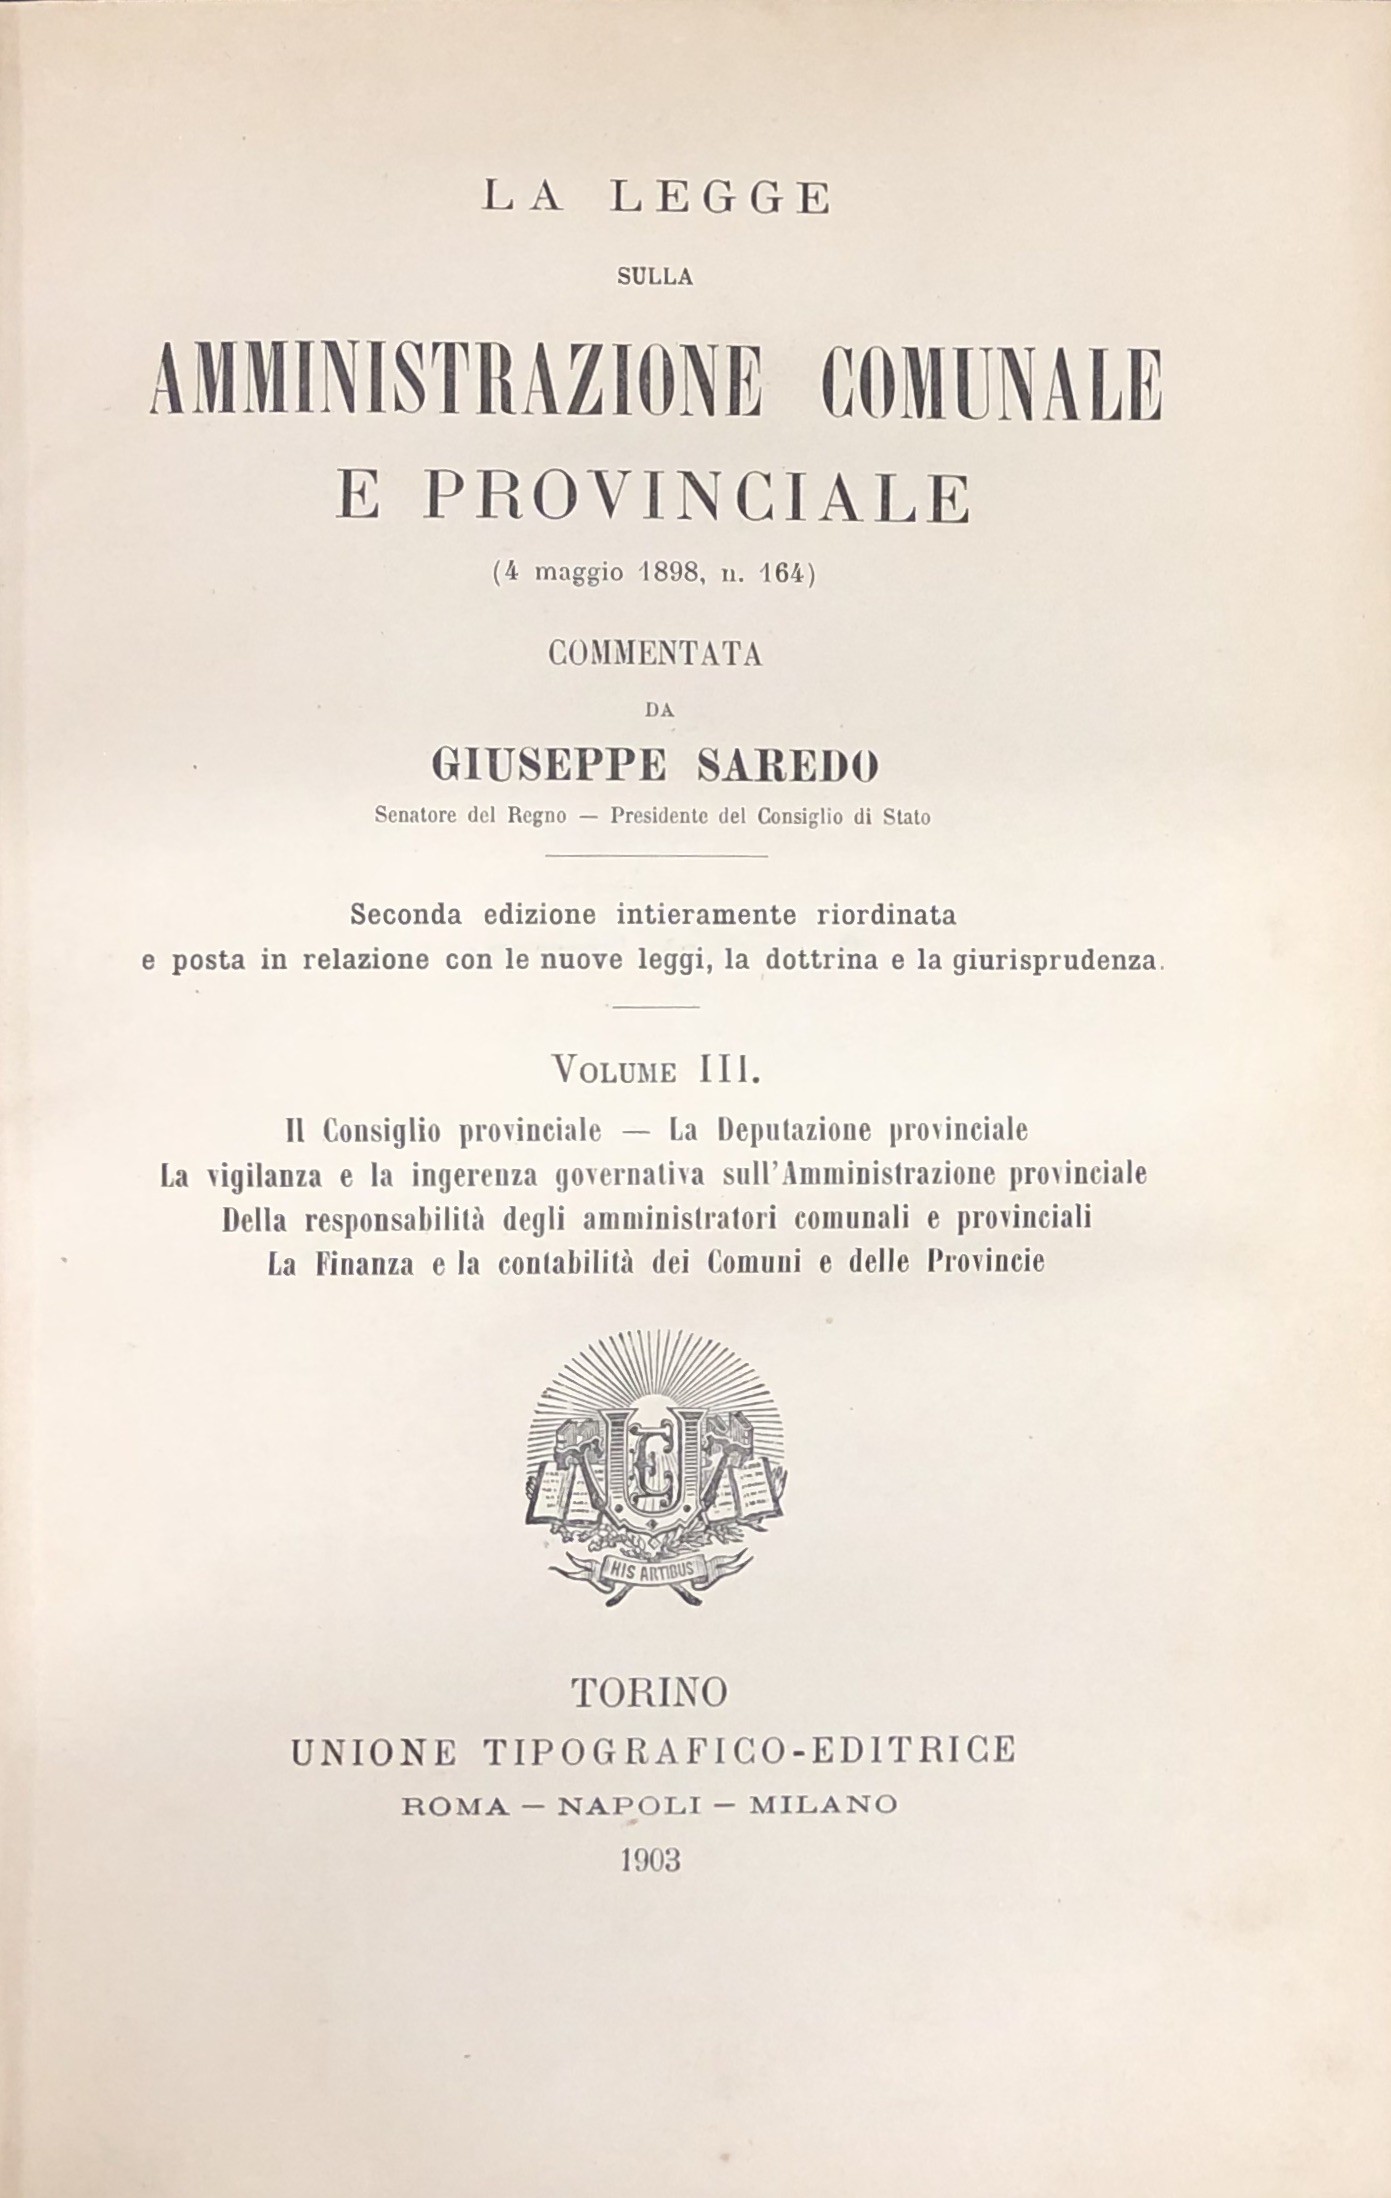 LA LEGGE
SULLA
AMMINISTRAZIONE COMUNALE
E PROVINCIALE
(4 maggio 1898, n. 164)
COMMENTATA
DA
GIUSEPPE SAREDO
Senatore del Regno — Presidente del Consiglio di Stato
Seconda edizione intieramente riordinata
e posta in relazione con le nuove leggi, la dottrina e la giurisprudenza.
VOLUME III.
Il Consiglio provinciale — La Deputazione provinciale
La vigilanza e la ingerenza governativa sull'Amministrazione provinciale
Della responsabilità degli amministratori comunali e provinciali
La Finanza e la contabilità dei Comuni e delle Provincie
UTE
HIS ARTIBUS
TORINO
UNIONE TIPOGRAFICO-EDITRICE
ROMA — NAPOLI — MILANO
1903